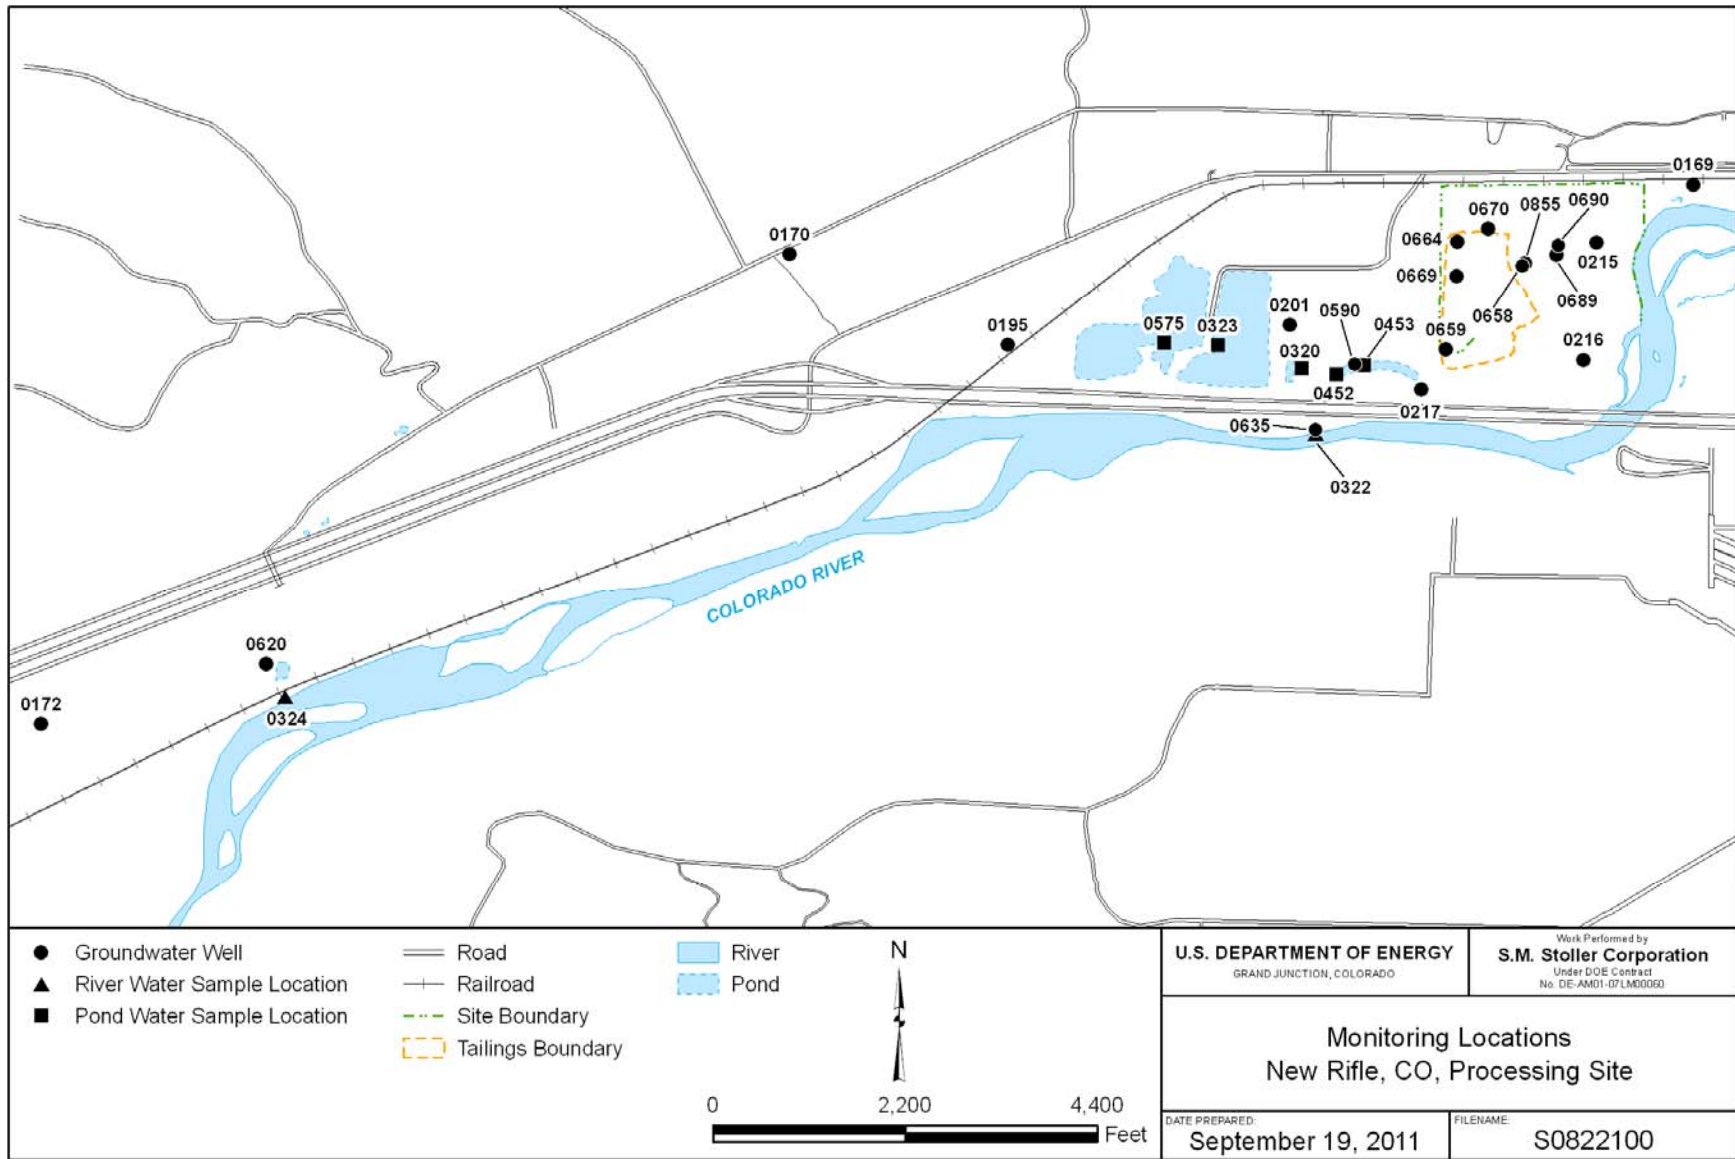 0169
0690
0855
0670
0170
0664
0215
0669
0689
0201
0590
0453
0658
0195
0575
0323
0659
0216
0320
0452
0217
0635
0322
COLORADO RIVER
0620
0172
0324
Groundwater Well
River Water Sample Location
Pond Water Sample Location
Road
Railroad
Site Boundary
Tailings Boundary
River
Pond
N
0 2,200 4,400
Feet
U.S. DEPARTMENT OF ENERGY
GRAND JUNCTION, COLORADO
Work Performed by
S.M. Stoller Corporation
Under DOE Contract
No. DE-AM01-07LM00060
Monitoring Locations
New Rifle, CO, Processing Site
DATE PREPARED:
September 19, 2011
FILENAME:
S0822100